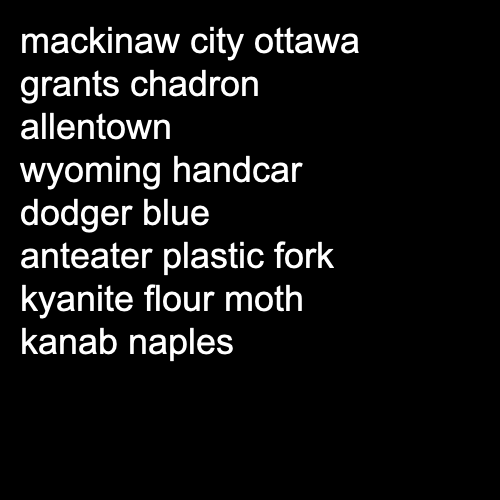 mackinaw city ottawa
grants chadron
allentown
wyoming handcar
dodger blue
anteater plastic fork
kyanite flour moth
kanab naples